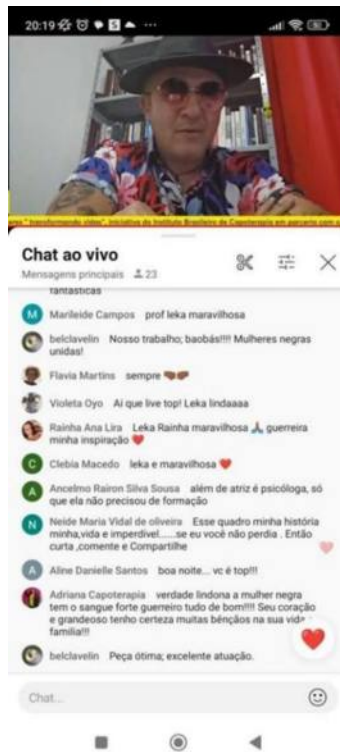 20:19
" transformando vidas", iniciativa do Instituto Brasileiro de Capoterapia em parceria com
Chat ao vivo
Mensagens principais 23
fantásticas
M Marileide Campos prof leka maravilhosa
belclavelin Nosso trabalho; baobás!!!! Mulheres negras
unidas!
Flavia Martins sempre
Violeta Oyo Ai que live top! Leka lindaaaa
Rainha Ana Lira Leka Rainha maravilhosa 🙏 guerreira
minha inspiração ❤️
C Clebia Macedo leka e maravilhosa ❤️
A Ancelmo Rairon Silva Sousa além de atriz é psicóloga, só
que ela não precisou de formação
N Neide Maria Vidal de oliveira Esse quadro minha história
minha,vida e imperdivel......se eu você não perdia . Então
curta ,comente e Compartilhe
A Aline Danielle Santos boa noite... vc é top!!!
Adriana Capoterapia verdade lindona a mulher negra
tem o sangue forte guerreiro tudo de bom!!!! Seu coração
e grandeoso tenho certeza muitas bênçãos na sua vida
familia!!!
belclavelin Peça ótima; excelente atuação.
Chat...